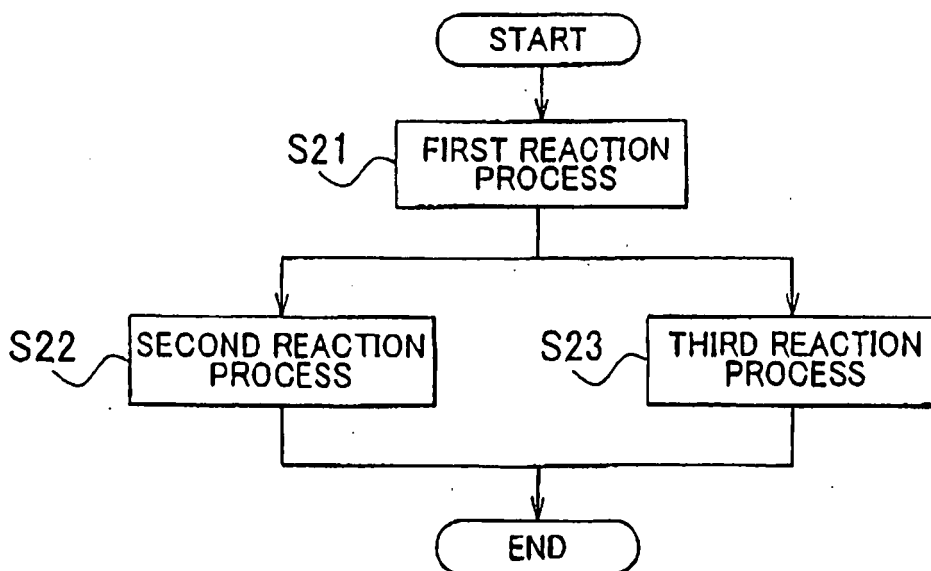 START
S21
FIRST REACTION
PROCESS
S22
SECOND REACTION
PROCESS
S23
THIRD REACTION
PROCESS
END